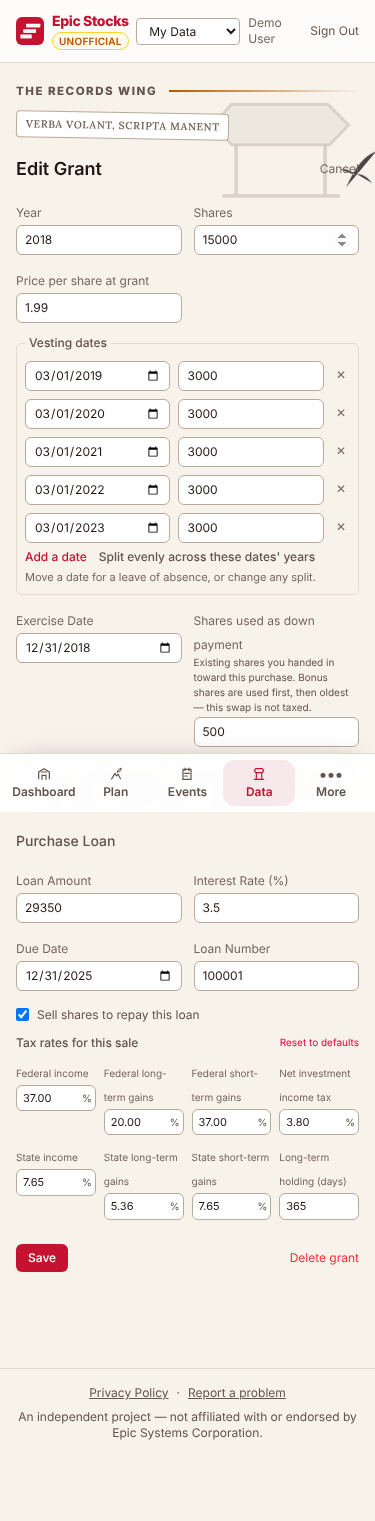 Epic Stocks
UNOFFICIAL
My Data
Demo User
Sign Out
THE RECORDS WING
VERBA VOLANT, SCRIPTA MANENT
Edit Grant
Cancel
Year
Shares
2018
15000
Price per share at grant
1.99
Vesting dates
03/01/2019
3000
×
03/01/2020
3000
×
03/01/2021
3000
×
03/01/2022
3000
×
03/01/2023
3000
×
Add a date
Split evenly across these dates' years
Move a date for a leave of absence, or change any split.
Exercise Date
12/31/2018
Shares used as down
payment
Existing shares you handed in
toward this purchase. Bonus
shares are used first, then oldest
— this swap is not taxed.
500
Dashboard
Plan
Events
Data
More
Purchase Loan
Loan Amount
Interest Rate (%)
29350
3.5
Due Date
Loan Number
12/31/2025
100001
Sell shares to repay this loan
Tax rates for this sale
Reset to defaults
Federal income
37.00 %
Federal long-
term gains
20.00 %
Federal short-
term gains
37.00 %
Net investment
income tax
3.80 %
State income
7.65 %
State long-term
gains
5.36 %
State short-term
gains
7.65 %
Long-term
holding (days)
365
Save
Delete grant
Privacy Policy · Report a problem
An independent project — not affiliated with or endorsed by
Epic Systems Corporation.